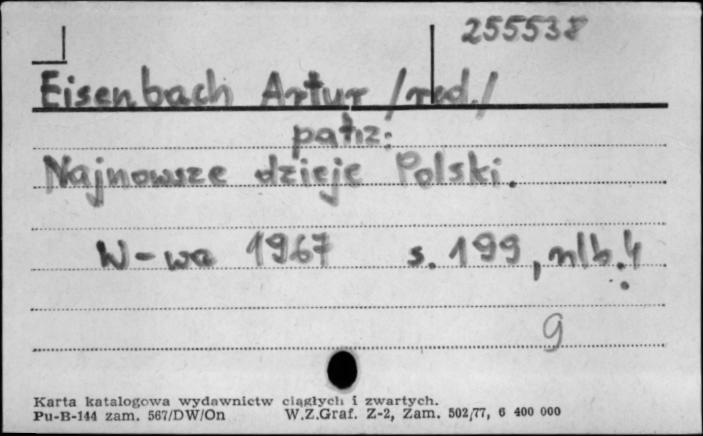 255538
Eisenbach Artur /red./
patrz:
Najnowsze dzieje Polski.
W-wa 1967 s. 199, nlb. 4
g
Karta katalogowa wydawnictw ciągłych i zwartych.
Pu-B-144 zam. 567/DW/On W.Z.Graf. Z-2, Zam. 502/77, 6 400 000